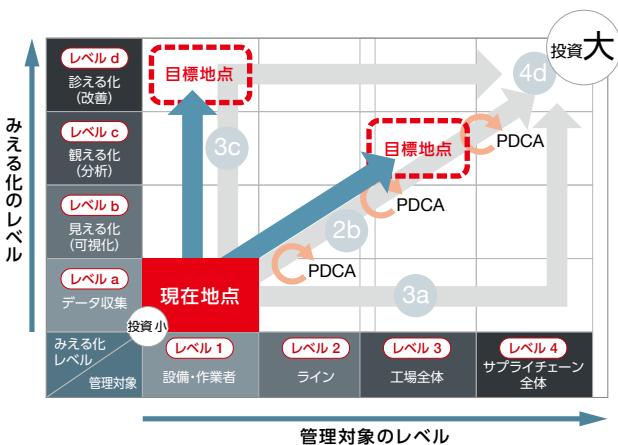 投資大
レベル d
診える化
(改善)
目標地点
4d
レベル c
観える化
(分析)
3c
目標地点
PDCA
レベル b
見える化
(可視化)
2b
PDCA
PDCA
レベル a
データ収集
現在地点
3a
投資 小
みえる化
レベル
管理対象
レベル 1
設備・作業者
レベル 2
ライン
レベル 3
工場全体
レベル 4
サプライチェーン
全体
みえる化のレベル
管理対象のレベル